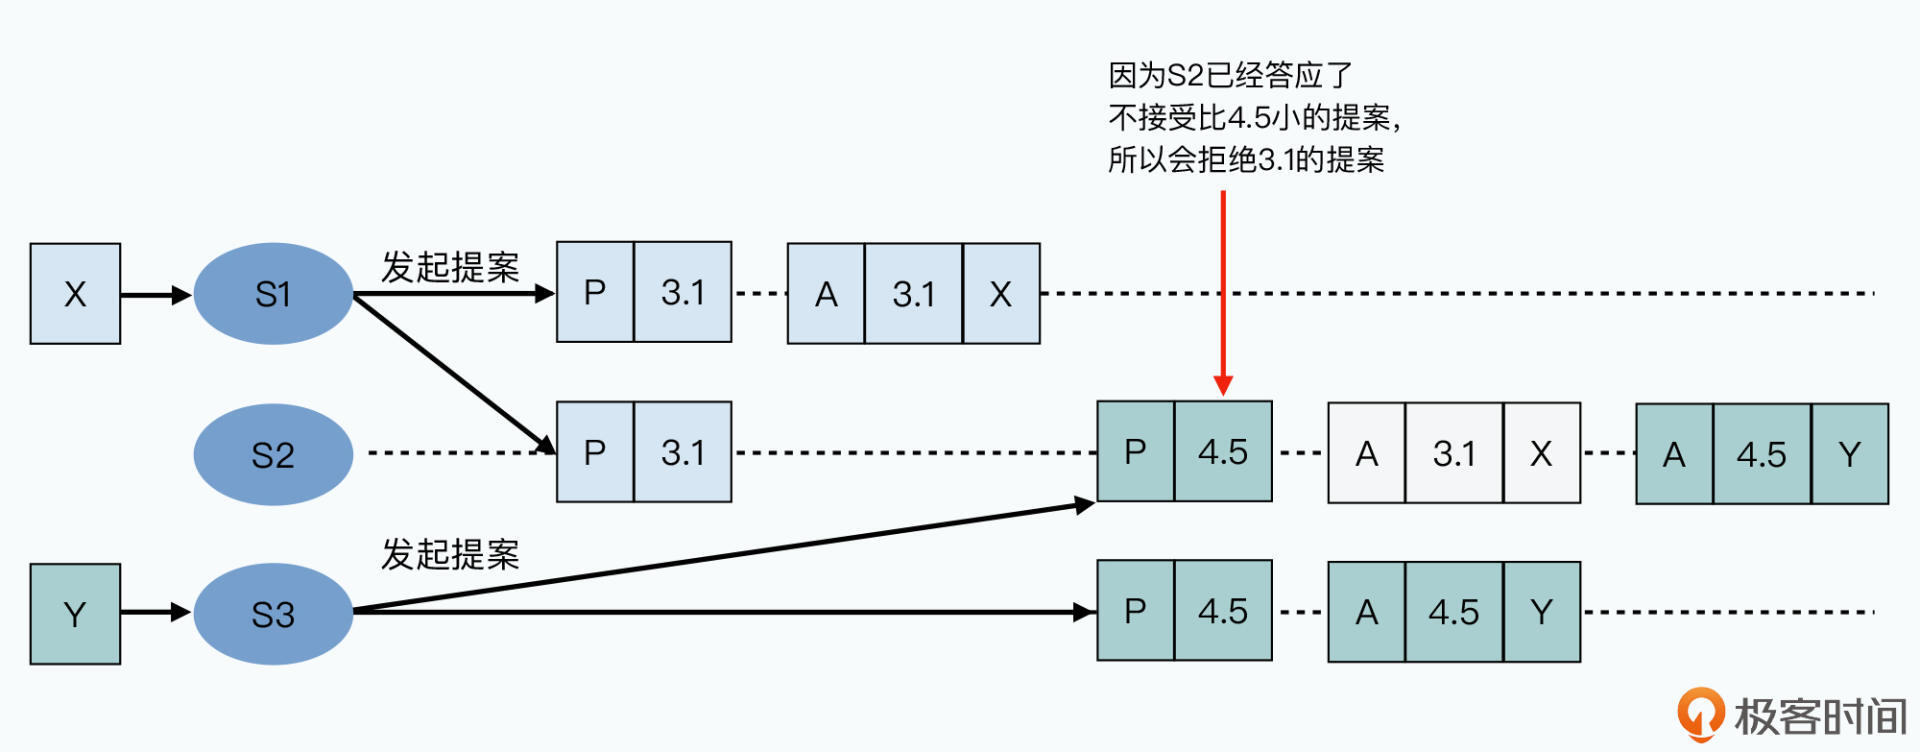 因为S2已经答应了
不接受比4.5小的提案，
所以会拒绝3.1的提案
X S1 发起提案 P 3.1 A 3.1 X
S2 P 3.1 P 4.5 A 3.1 X A 4.5 Y
发起提案
Y S3 P 4.5 A 4.5 Y
极客时间